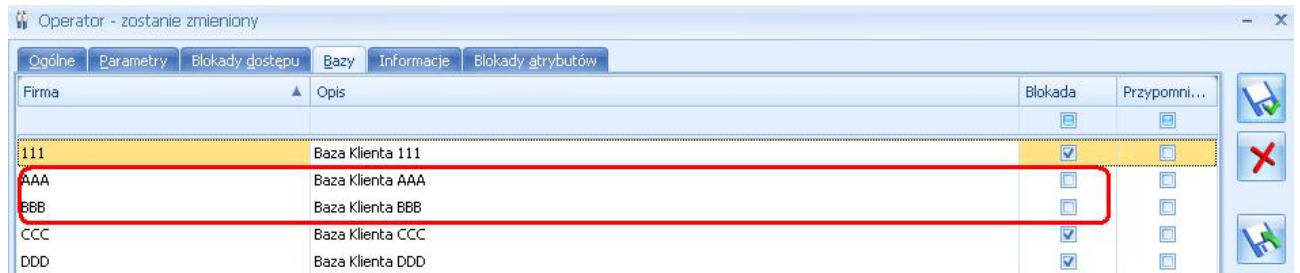 Operator - zostanie zmieniony
Ogólne Parametry Blokady dostępu Bazy Informacje Blokady atrybutów
Firma Opis Blokada Przypomni...
111 Baza Klienta 111
AAA Baza Klienta AAA
BBB Baza Klienta BBB
CCC Baza Klienta CCC
DDD Baza Klienta DDD